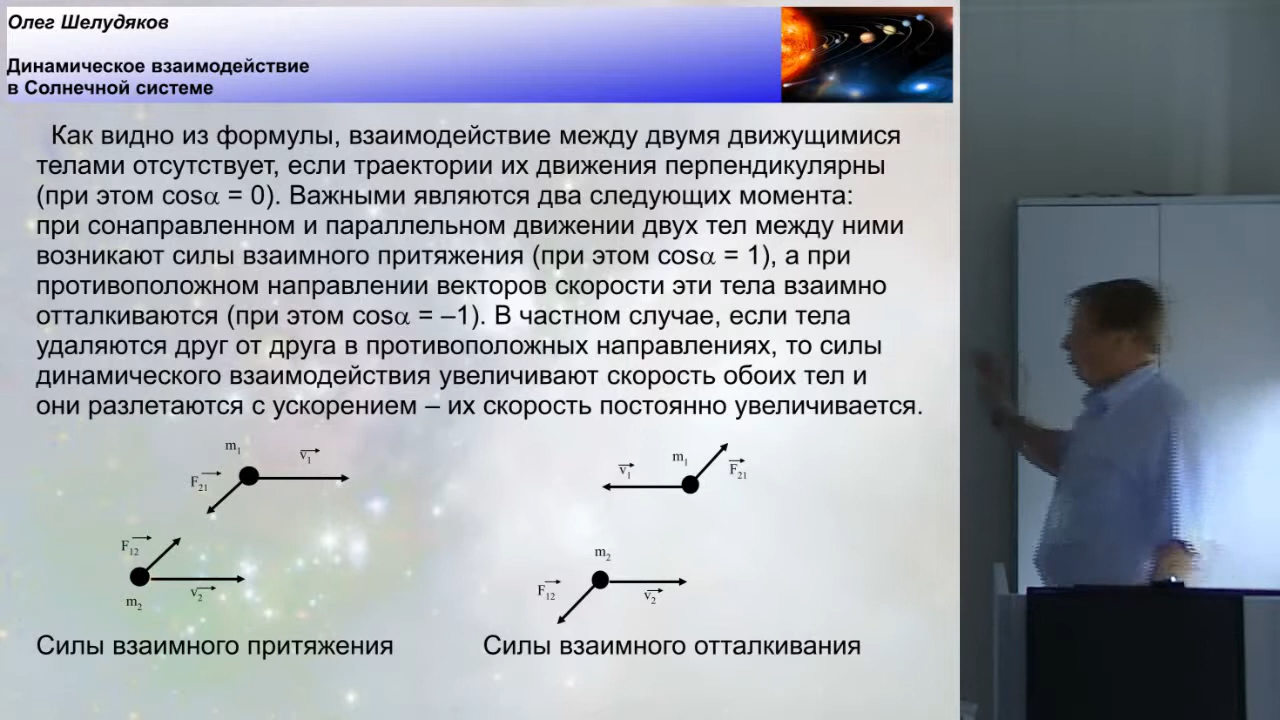 Олег Шелудяков
Динамическое взаимодействие
в Солнечной системе
Как видно из формулы, взаимодействие между двумя движущимися
телами отсутствует, если траектории их движения перпендикулярны
(при этом cosα = 0). Важными являются два следующих момента:
при сонаправленном и параллельном движении двух тел между ними
возникают силы взаимного притяжения (при этом cosα = 1), а при
противоположном направлении векторов скорости эти тела взаимно
отталкиваются (при этом cosα = –1). В частном случае, если тела
удаляются друг от друга в противоположных направлениях, то силы
динамического взаимодействия увеличивают скорость обоих тел и
они разлетаются с ускорением – их скорость постоянно увеличивается.
m₁ v₁
F₂₁
F₁₂
v₂
m₂
v₁ m₁ F₂₁
m₂
F₁₂ v₂
Силы взаимного притяжения
Силы взаимного отталкивания